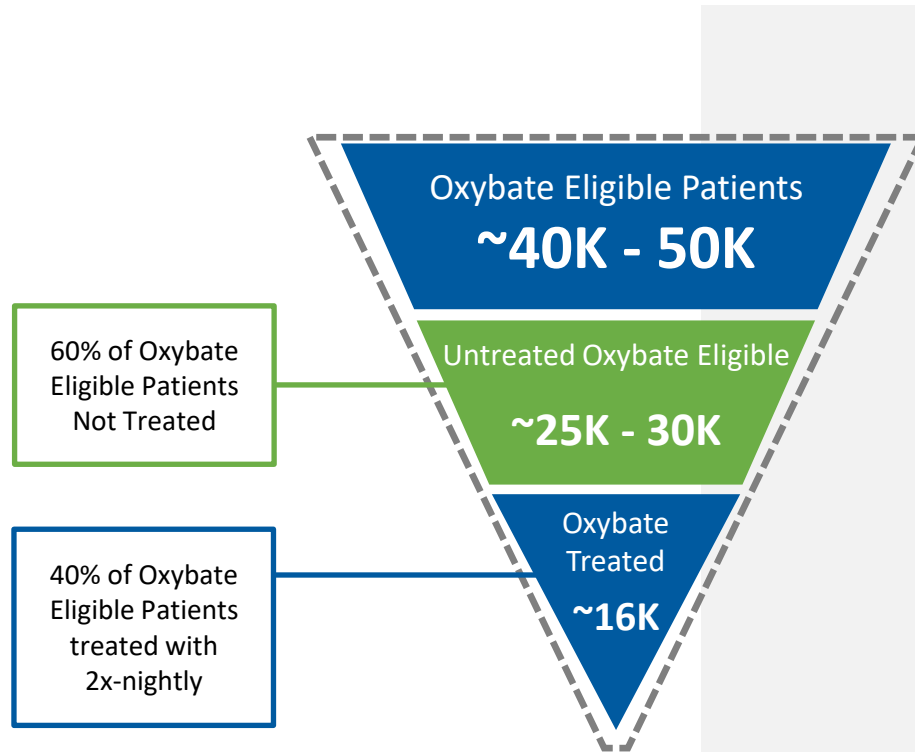 Oxybate Eligible Patients
~40K - 50K
60% of Oxybate
Eligible Patients
Not Treated
Untreated Oxybate Eligible
~25K - 30K
40% of Oxybate
Eligible Patients
treated with
2x-nightly
Oxybate
Treated
~16K